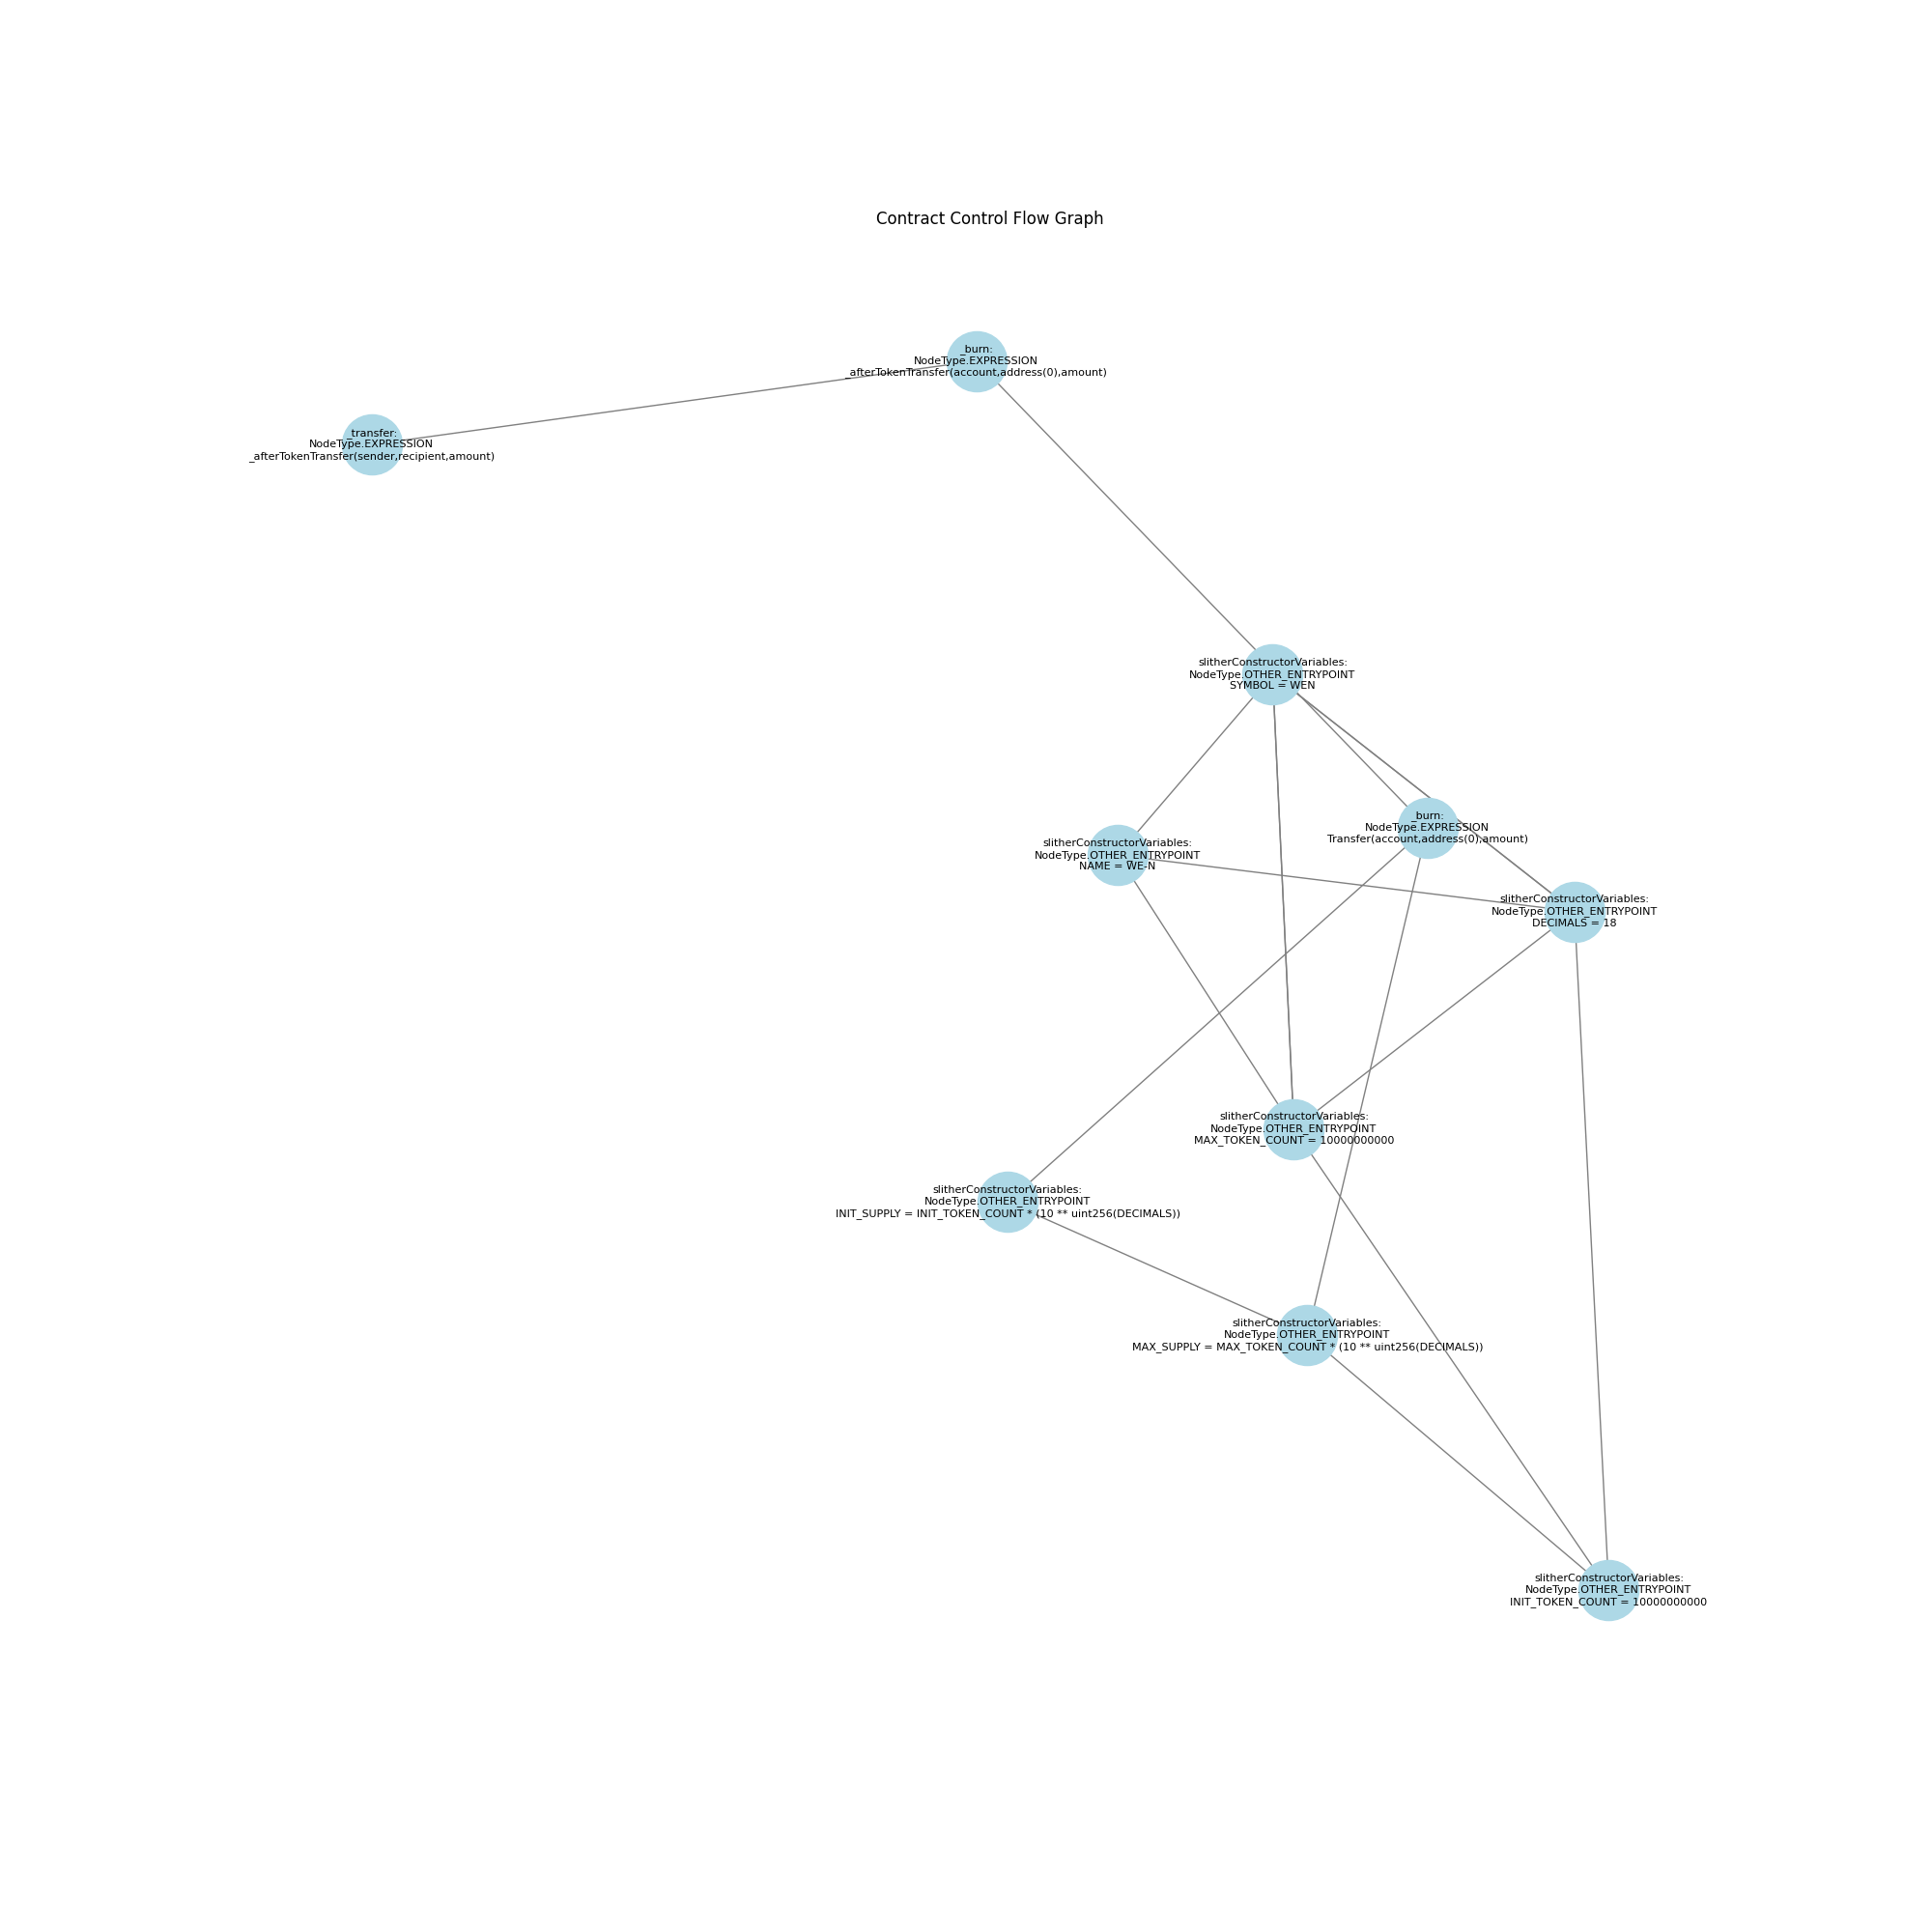 Contract Control Flow Graph
_burn:
NodeType.EXPRESSION
_afterTokenTransfer(account,address(0),amount)
_transfer:
NodeType.EXPRESSION
_afterTokenTransfer(sender,recipient,amount)
slitherConstructorVariables:
NodeType.OTHER_ENTRYPOINT
SYMBOL = WEN
_burn:
NodeType.EXPRESSION
Transfer(account,address(0),amount)
slitherConstructorVariables:
NodeType.OTHER_ENTRYPOINT
NAME = WE-N
slitherConstructorVariables:
NodeType.OTHER_ENTRYPOINT
DECIMALS = 18
slitherConstructorVariables:
NodeType.OTHER_ENTRYPOINT
MAX_TOKEN_COUNT = 10000000000
slitherConstructorVariables:
NodeType.OTHER_ENTRYPOINT
INIT_SUPPLY = INIT_TOKEN_COUNT * (10 ** uint256(DECIMALS))
slitherConstructorVariables:
NodeType.OTHER_ENTRYPOINT
MAX_SUPPLY = MAX_TOKEN_COUNT * (10 ** uint256(DECIMALS))
slitherConstructorVariables:
NodeType.OTHER_ENTRYPOINT
INIT_TOKEN_COUNT = 10000000000